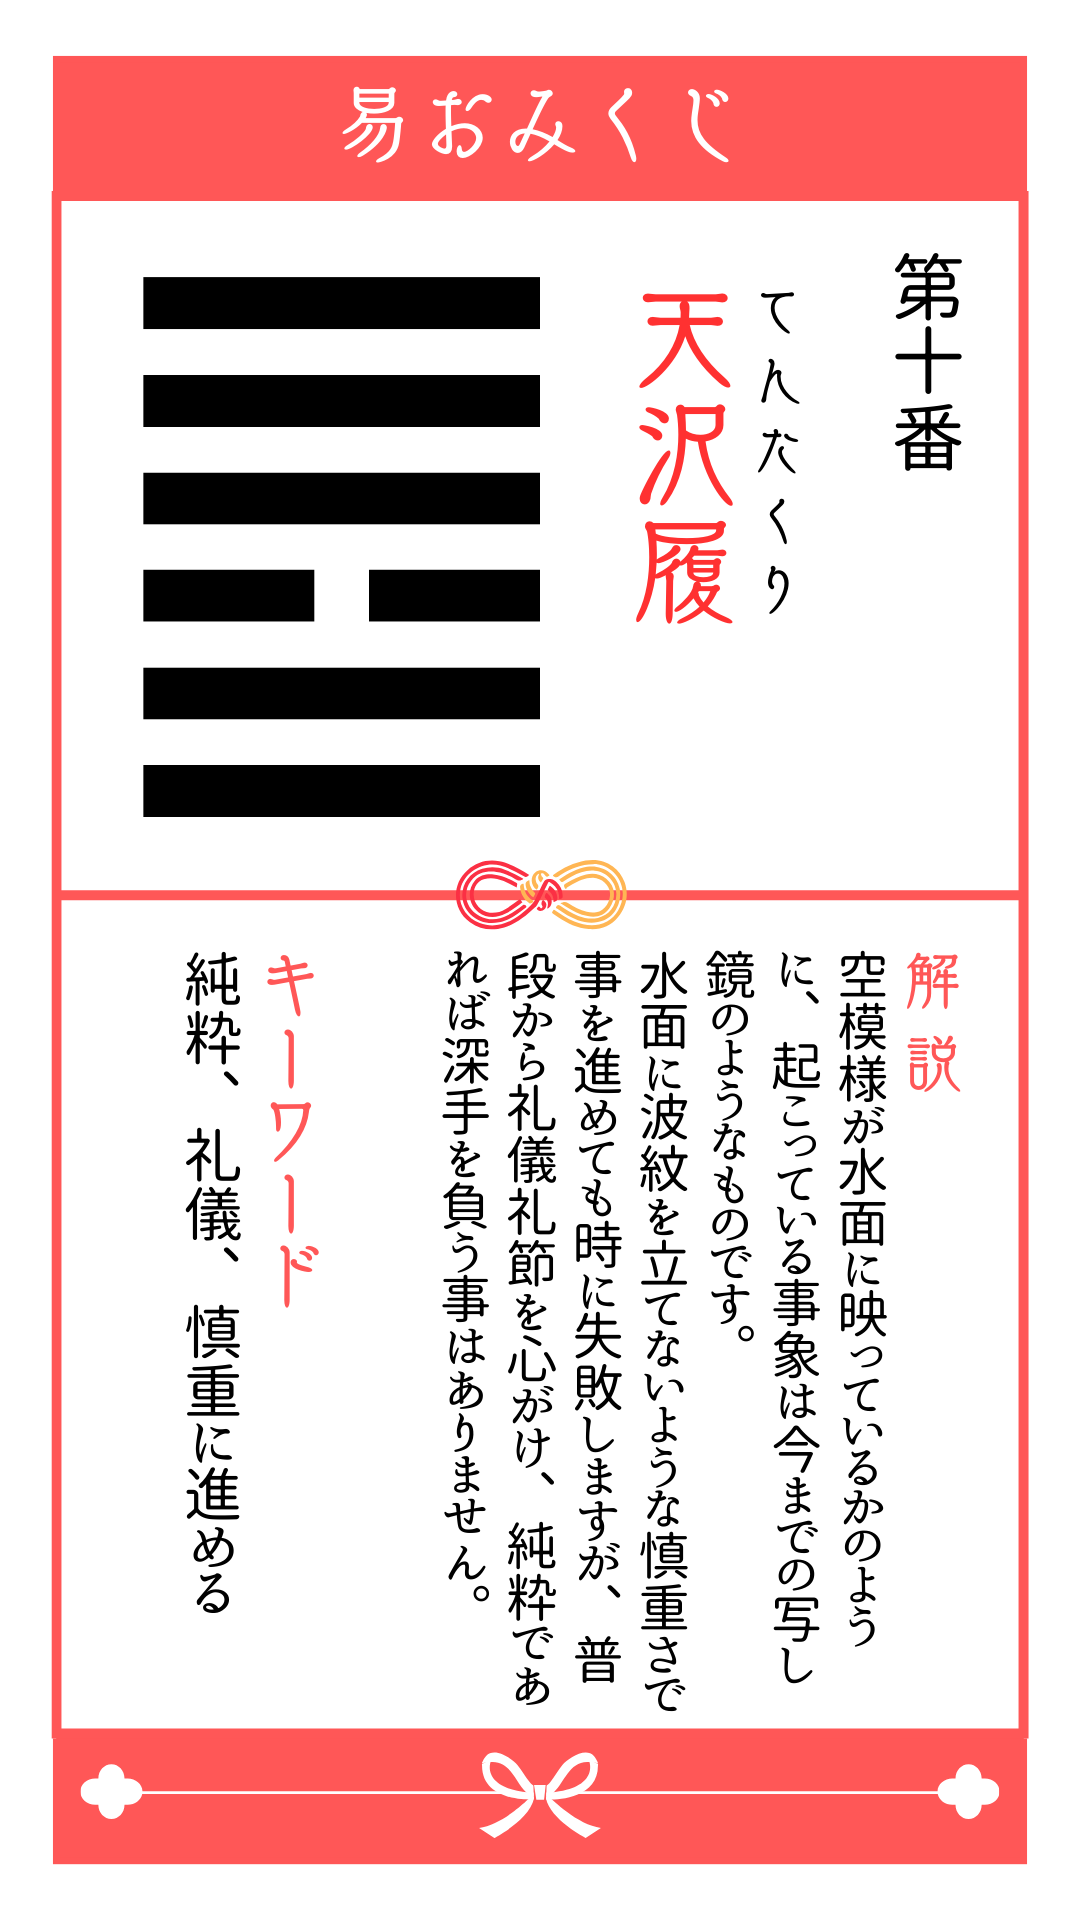 易おみくじ
第十番
てんたくり
天沢履
解説
空模様が水面に映っているかのよう
に、起こっている事象は今までの写し
鏡のようなものです。
水面に波紋を立てないような慎重さで
事を進めても時に失敗しますが、普
段から礼儀礼節を心がけ、純粋であ
れば深手を負う事はありません。
キーワード
純粋、礼儀、慎重に進める